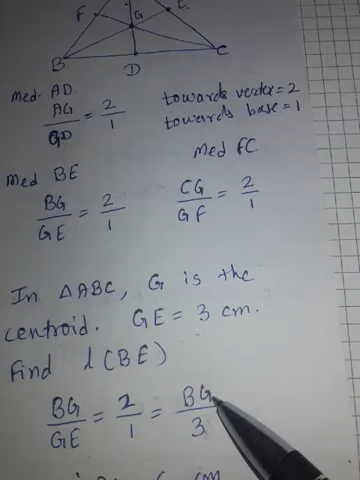 F G E
B D C
Med. AD.
AG/GD = 2/1
towards vertex = 2
towards base = 1
Med BE
BG/GE = 2/1
Med FC
CG/GF = 2/1
In △ABC, G is the
centroid. GE = 3 cm.
Find l(BE)
BG/GE = 2/1 = BG/3
cm